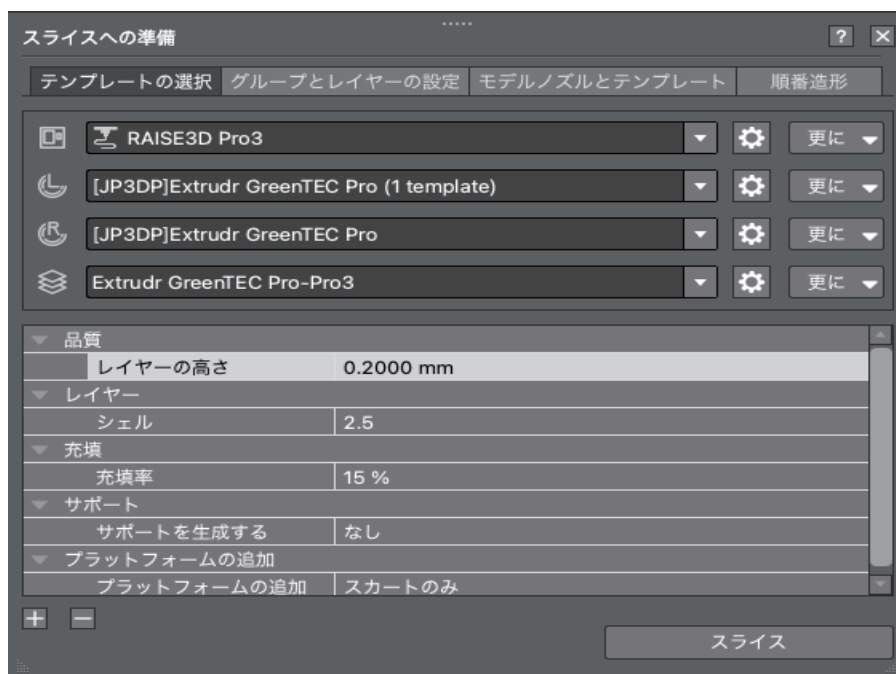 スライスへの準備 ? ×
テンプレートの選択 グループとレイヤーの設定 モデルノズルとテンプレート 順番造形
RAISE3D Pro3 更に
L [JP3DP]Extrudr GreenTEC Pro (1 template) 更に
R [JP3DP]Extrudr GreenTEC Pro 更に
Extrudr GreenTEC Pro-Pro3 更に
品質
レイヤーの高さ 0.2000 mm
レイヤー
シェル 2.5
充填
充填率 15 %
サポート
サポートを生成する なし
プラットフォームの追加
プラットフォームの追加 スカートのみ
スライス